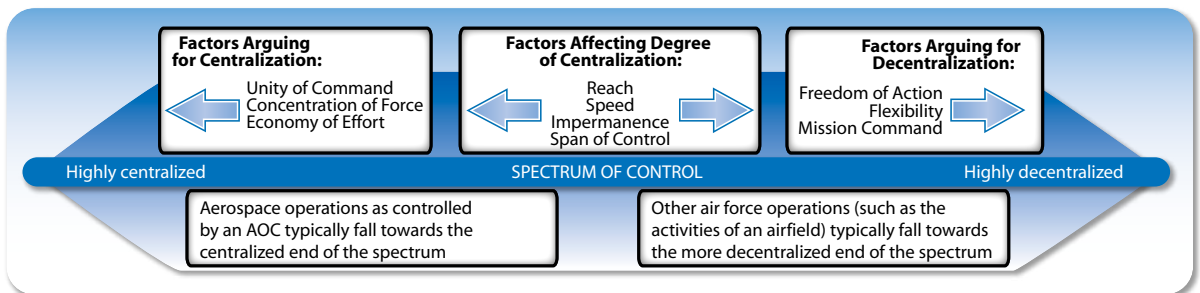 Factors Arguing
for Centralization:
Unity of Command
Concentration of Force
Economy of Effort
Factors Affecting Degree
of Centralization:
Reach
Speed
Impermanence
Span of Control
Factors Arguing for
Decentralization:
Freedom of Action
Flexibility
Mission Command
Highly centralized
SPECTRUM OF CONTROL
Highly decentralized
Aerospace operations as controlled
by an AOC typically fall towards the
centralized end of the spectrum
Other air force operations (such as the
activities of an airfield) typically fall towards
the more decentralized end of the spectrum